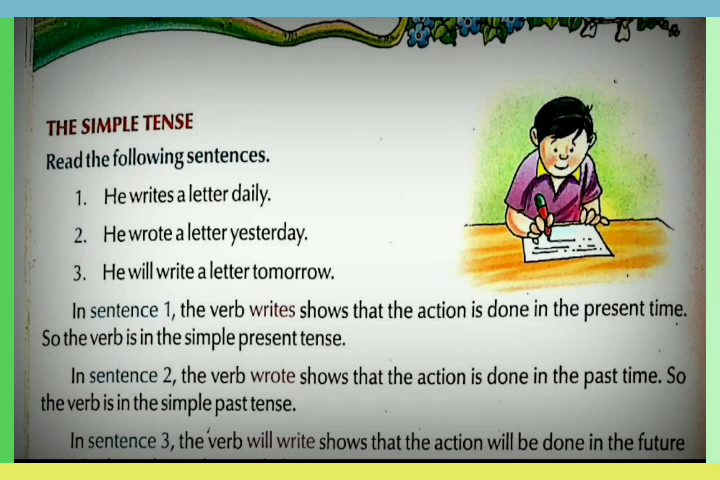 THE SIMPLE TENSE
Read the following sentences.
1. He writes a letter daily.
2. He wrote a letter yesterday.
3. He will write a letter tomorrow.
In sentence 1, the verb writes shows that the action is done in the present time.
So the verb is in the simple present tense.
In sentence 2, the verb wrote shows that the action is done in the past time. So
the verb is in the simple past tense.
In sentence 3, the verb will write shows that the action will be done in the future